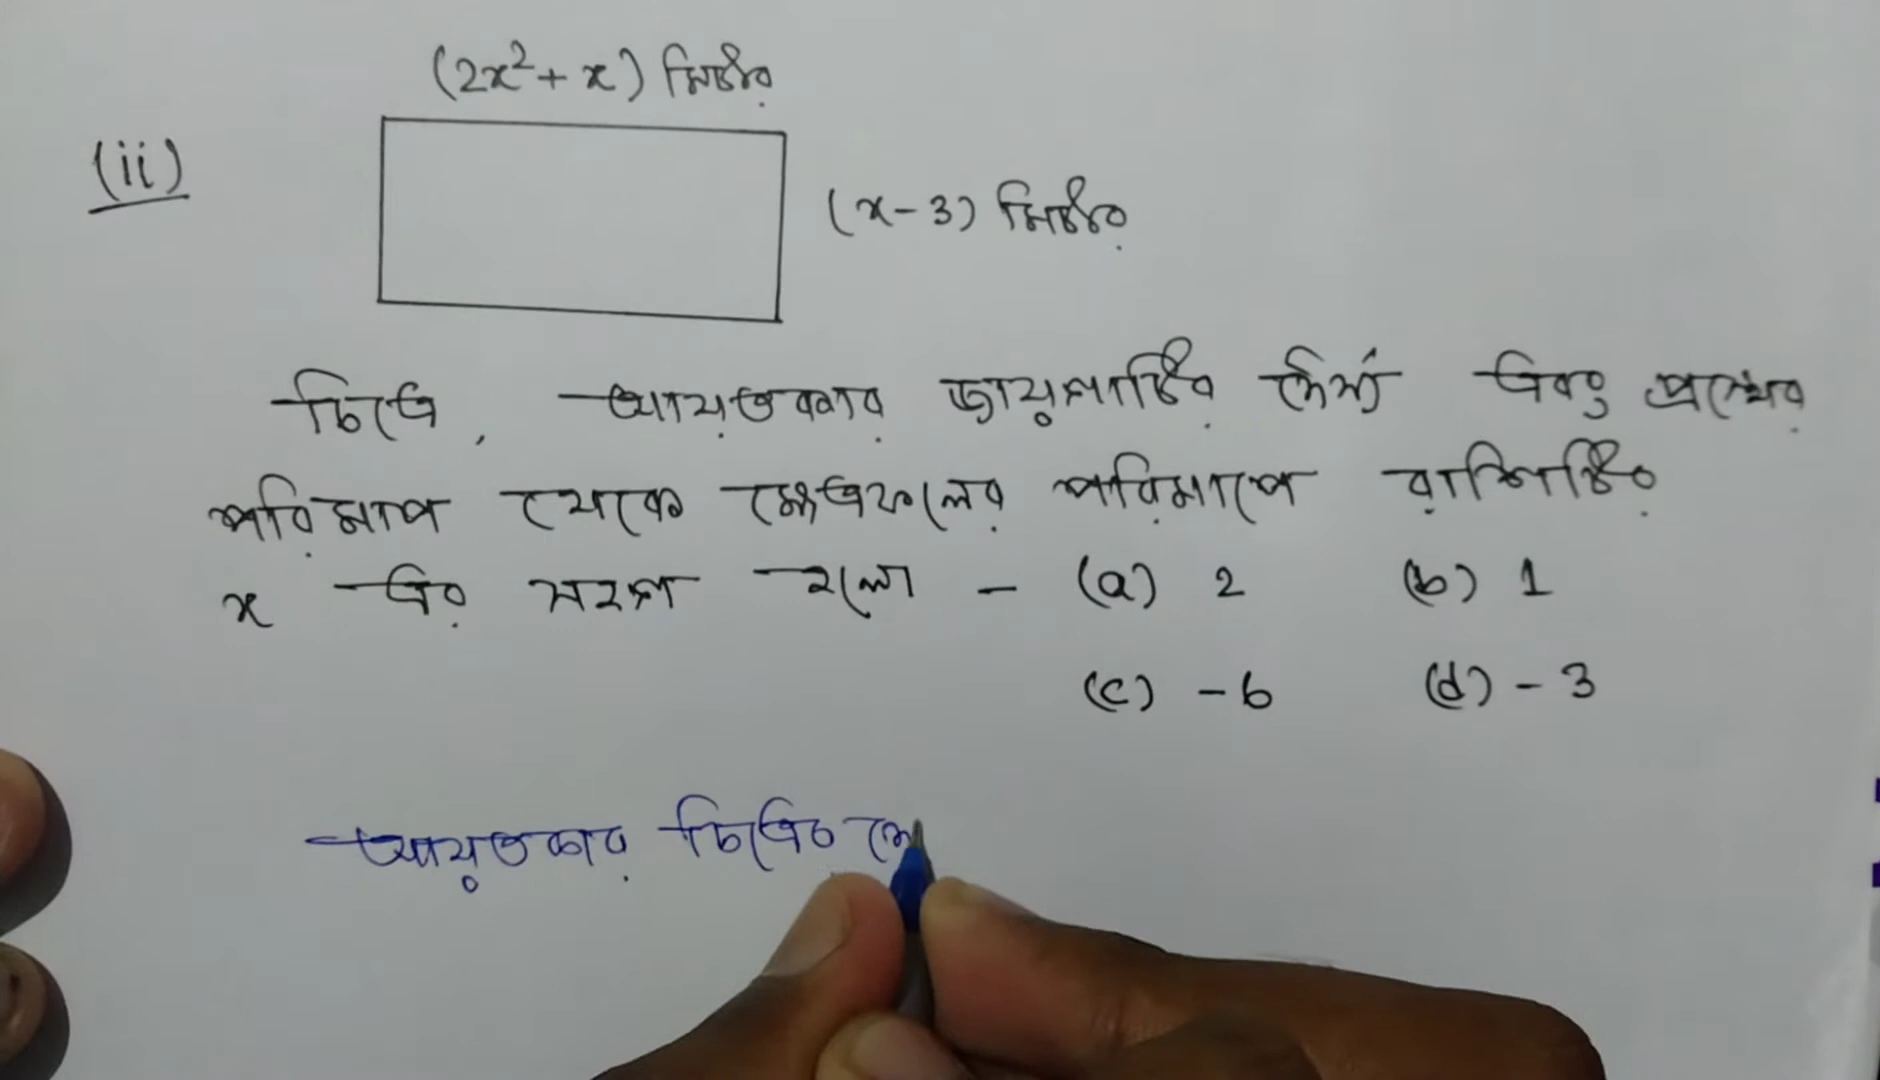 (2x²+ x) মিটার
(ii)
(x-3) মিটার
চিত্রে, আয়তকার জায়গাটির দৈর্ঘ্য এবং প্রস্থের
পরিমাপ থেকে ক্ষেত্রফলের পরিমাপে রাশিটির
x এর সহগ হলো - (a) 2 (b) 1
(c) -6 (d) -3
আয়তকার চিত্রের